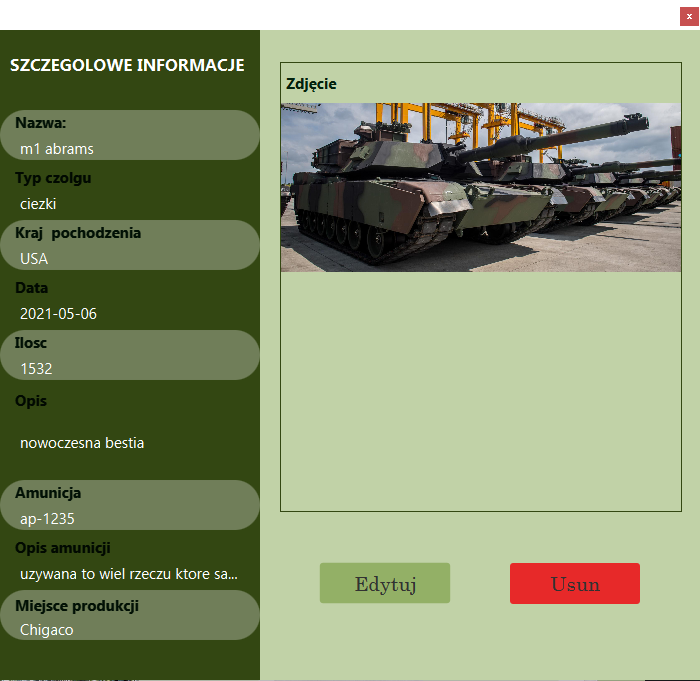 x
SZCZEGOLOWE INFORMACJE
Nazwa:
m1 abrams
Typ czolgu
ciezki
Kraj pochodzenia
USA
Data
2021-05-06
Ilosc
1532
Opis
nowoczesna bestia
Amunicja
ap-1235
Opis amunicji
uzywana to wiel rzeczu ktore sa...
Miejsce produkcji
Chigaco
Zdjęcie
Edytuj
Usun